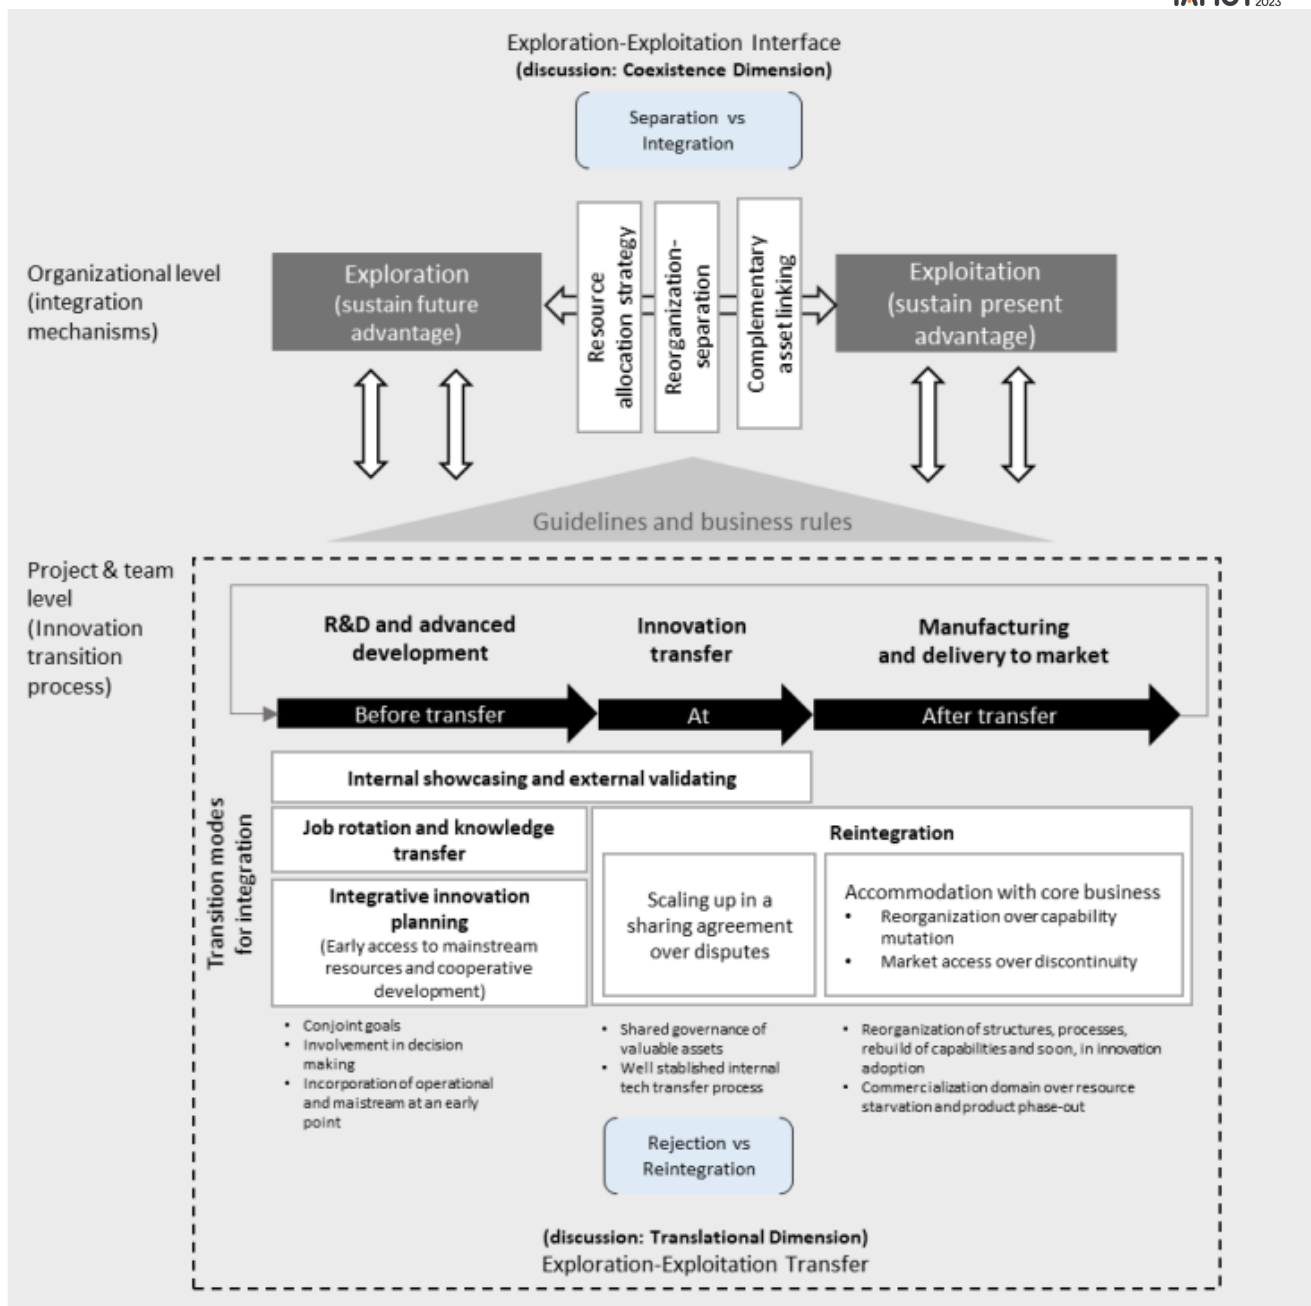 2023
Exploration-Exploitation Interface
(discussion: Coexistence Dimension)
Separation vs
Integration
Organizational level
(integration
mechanisms)
Exploration
(sustain future
advantage)
Resource
allocation strategy
Reorganization-
separation
Complementary
asset linking
Exploitation
(sustain present
advantage)
Guidelines and business rules
Project & team
level
(Innovation
transition
process)
R&D and advanced
development
Innovation
transfer
Manufacturing
and delivery to market
Before transfer
At
After transfer
Transition modes
for integration
Internal showcasing and external validating
Job rotation and knowledge
transfer
Integrative innovation
planning
(Early access to mainstream
resources and cooperative
development)
Reintegration
Scaling up in a
sharing agreement
over disputes
Accommodation with core business
• Reorganization over capability
mutation
• Market access over discontinuity
• Conjoint goals
• Involvement in decision
making
• Incorporation of operational
and maistream at an early
point
• Shared governance of
valuable assets
• Well stablished internal
tech transfer process
• Reorganization of structures, processes,
rebuild of capabilities and soon, in innovation
adoption
• Commercialization domain over resource
starvation and product phase-out
Rejection vs
Reintegration
(discussion: Translational Dimension)
Exploration-Exploitation Transfer